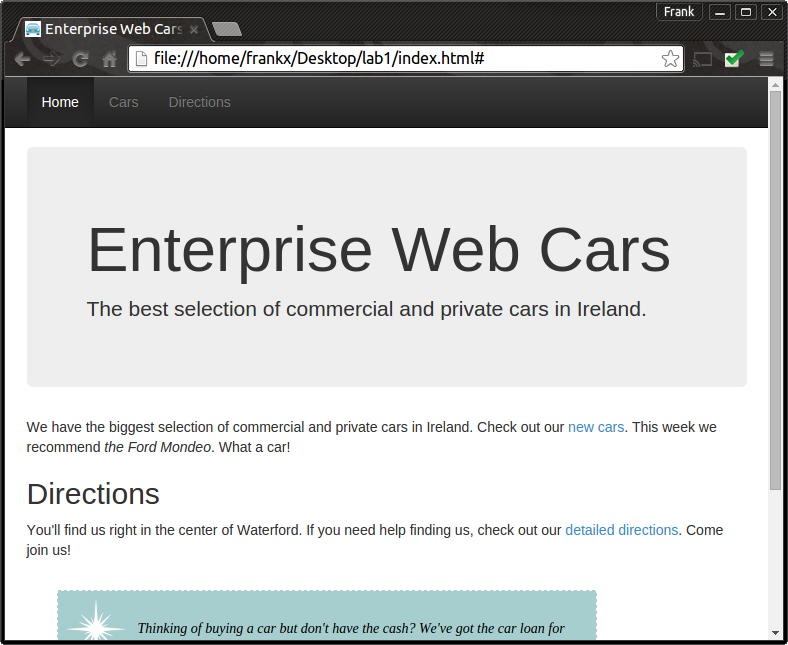 Frank
Enterprise Web Cars
file:///home/frankx/Desktop/lab1/index.html#
Home Cars Directions
Enterprise Web Cars
The best selection of commercial and private cars in Ireland.
We have the biggest selection of commercial and private cars in Ireland. Check out our new cars. This week we
recommend the Ford Mondeo. What a car!
Directions
You'll find us right in the center of Waterford. If you need help finding us, check out our detailed directions. Come
join us!
Thinking of buying a car but don't have the cash? We've got the car loan for